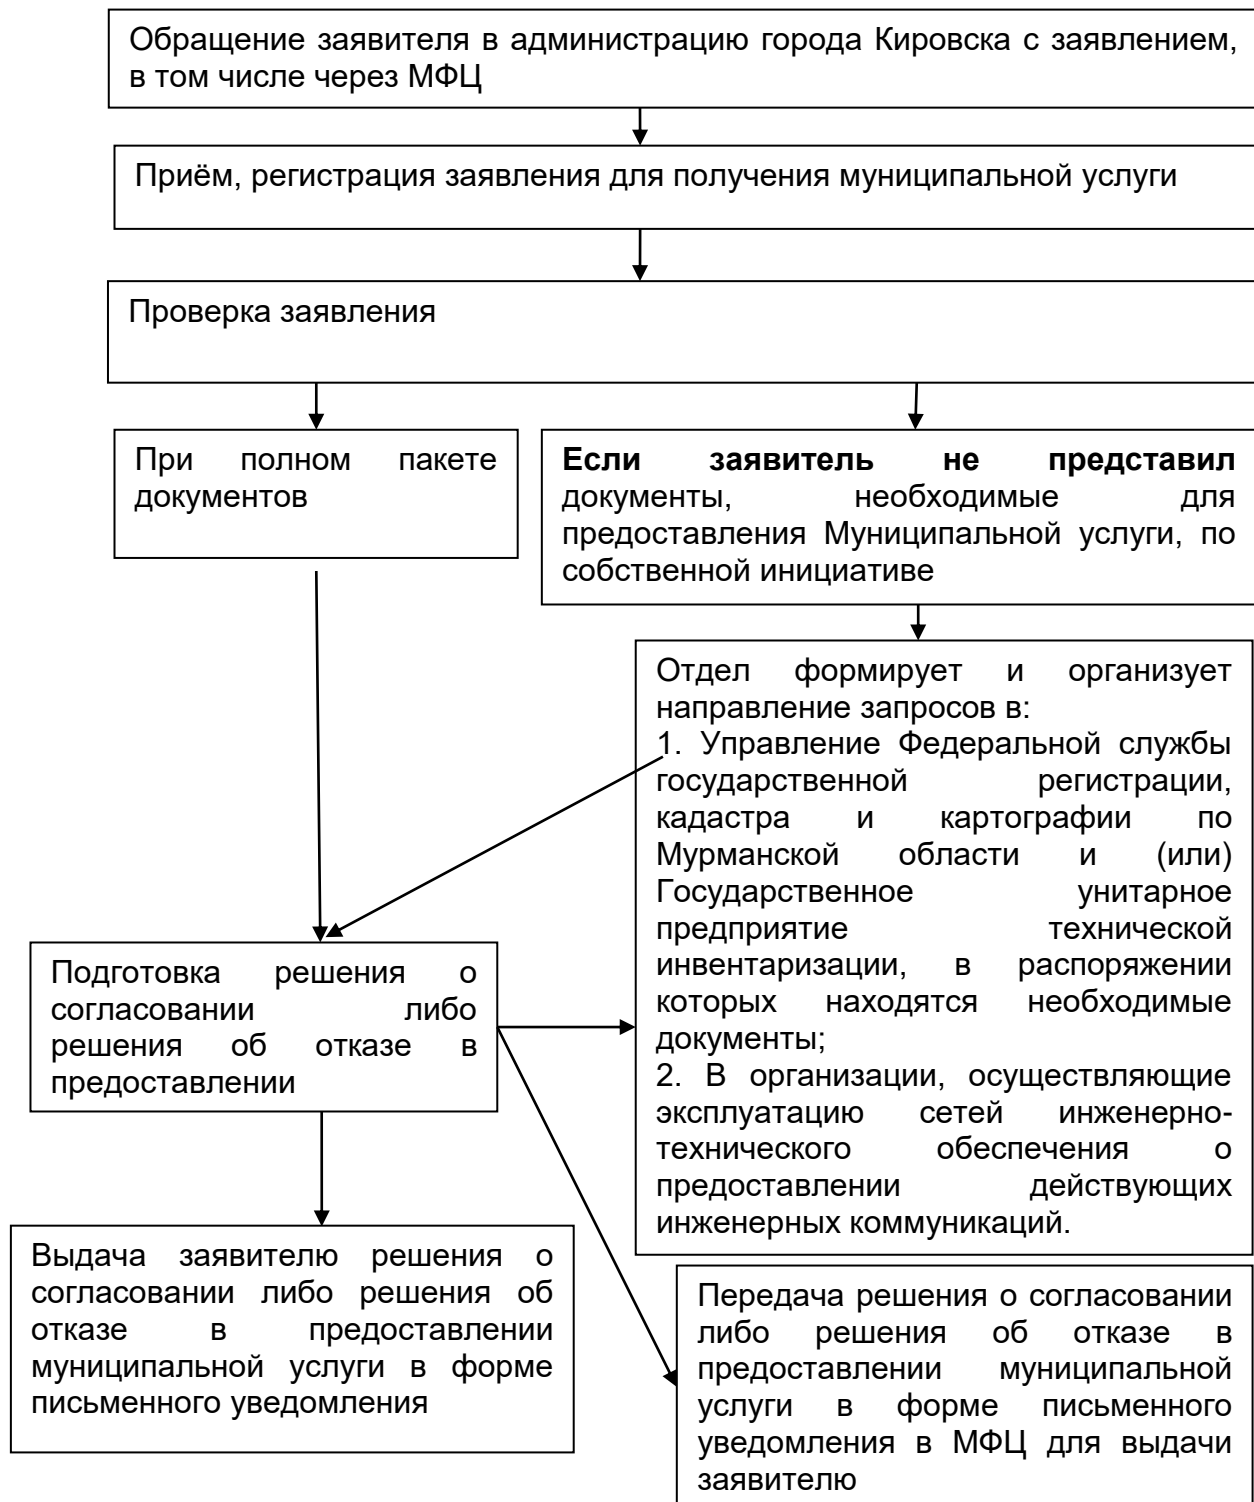 Обращение заявителя в администрацию города Кировска с заявлением,
в том числе через МФЦ
Приём, регистрация заявления для получения муниципальной услуги
Проверка заявления
При полном пакете
документов
Если заявитель не представил
документы, необходимые для
предоставления Муниципальной услуги, по
собственной инициативе
Отдел формирует и организует
направление запросов в:
1. Управление Федеральной службы
государственной регистрации,
кадастра и картографии по
Мурманской области и (или)
Государственное унитарное
предприятие технической
инвентаризации, в распоряжении
которых находятся необходимые
документы;
2. В организации, осуществляющие
эксплуатацию сетей инженерно-
технического обеспечения о
предоставлении действующих
инженерных коммуникаций.
Подготовка решения о
согласовании либо
решения об отказе в
предоставлении
Выдача заявителю решения о
согласовании либо решения об
отказе в предоставлении
муниципальной услуги в форме
письменного уведомления
Передача решения о согласовании
либо решения об отказе в
предоставлении муниципальной
услуги в форме письменного
уведомления в МФЦ для выдачи
заявителю